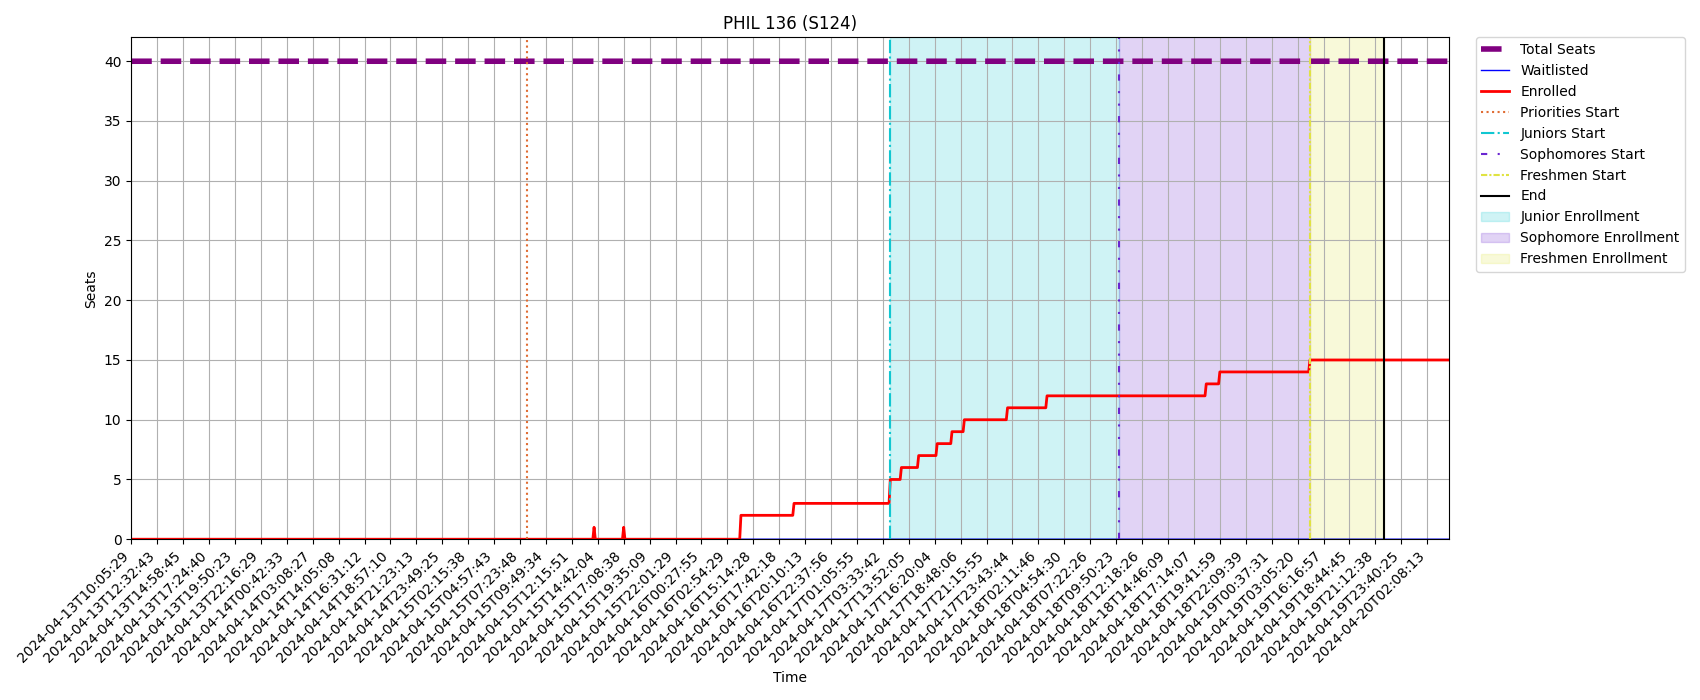 PHIL 136 (S124)
Total Seats
Waitlisted
Enrolled
Priorities Start
Juniors Start
Sophomores Start
Freshmen Start
End
Junior Enrollment
Sophomore Enrollment
Freshmen Enrollment
Seats
40
35
30
25
20
15
10
5
0
2024-04-13T10:05:29
2024-04-13T12:32:43
2024-04-13T14:58:45
2024-04-13T17:24:40
2024-04-13T19:50:23
2024-04-13T22:16:29
2024-04-14T00:42:33
2024-04-14T03:08:27
2024-04-14T14:05:08
2024-04-14T16:31:12
2024-04-14T18:57:10
2024-04-14T21:23:13
2024-04-14T23:49:25
2024-04-15T02:15:38
2024-04-15T04:57:43
2024-04-15T07:23:48
2024-04-15T09:49:34
2024-04-15T12:15:51
2024-04-15T14:42:04
2024-04-15T17:08:38
2024-04-15T19:35:09
2024-04-15T22:01:29
2024-04-16T00:27:55
2024-04-16T02:54:29
2024-04-16T15:14:28
2024-04-16T17:42:18
2024-04-16T20:10:13
2024-04-16T22:37:56
2024-04-17T01:05:55
2024-04-17T03:33:42
2024-04-17T13:52:05
2024-04-17T16:20:04
2024-04-17T18:48:06
2024-04-17T21:15:55
2024-04-17T23:43:44
2024-04-18T02:11:46
2024-04-18T04:54:30
2024-04-18T07:22:26
2024-04-18T09:50:23
2024-04-18T12:18:26
2024-04-18T14:46:09
2024-04-18T17:14:07
2024-04-18T19:41:59
2024-04-18T22:09:39
2024-04-19T00:37:31
2024-04-19T03:05:20
2024-04-19T16:16:57
2024-04-19T18:44:45
2024-04-19T21:12:38
2024-04-19T23:40:25
2024-04-20T02:08:13
Time